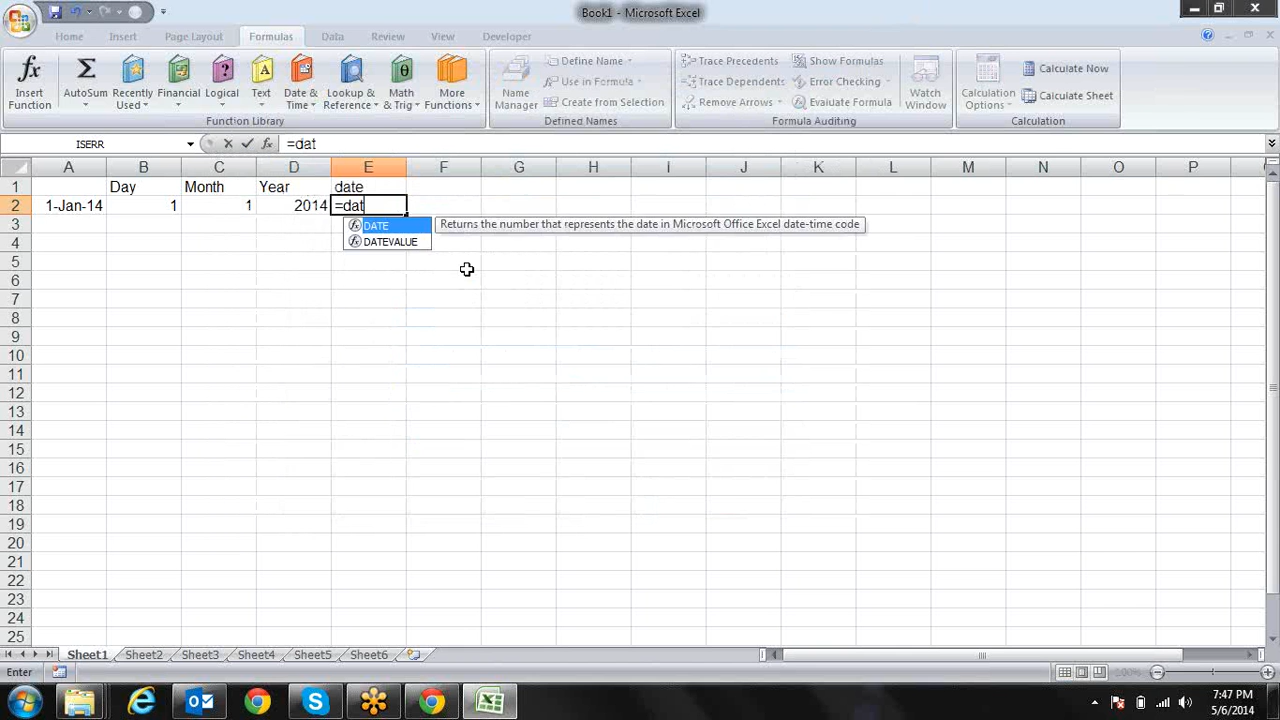 Book1 - Microsoft Excel
Home Insert Page Layout Formulas Data Review View Developer
fx Σ A ? θ
Insert Function
AutoSum
Recently Used
Financial
Logical
Text
Date & Time
Lookup & Reference
Math & Trig
More Functions
Function Library
Name Manager
Define Name
Use in Formula
Create from Selection
Defined Names
Trace Precedents
Trace Dependents
Remove Arrows
Show Formulas
Error Checking
Evaluate Formula
Watch Window
Formula Auditing
Calculation Options
Calculate Now
Calculate Sheet
Calculation
ISERR fx =dat
A B C D E F G H I J K L M N O P
1 Day Month Year date
2 1-Jan-14 1 1 2014 =dat
3 DATE Returns the number that represents the date in Microsoft Office Excel date-time code
4 DATEVALUE
5
6
7
8
9
10
11
12
13
14
15
16
17
18
19
20
21
22
23
24
25
Sheet1 Sheet2 Sheet3 Sheet4 Sheet5 Sheet6
Enter 100%
7:47 PM
5/6/2014